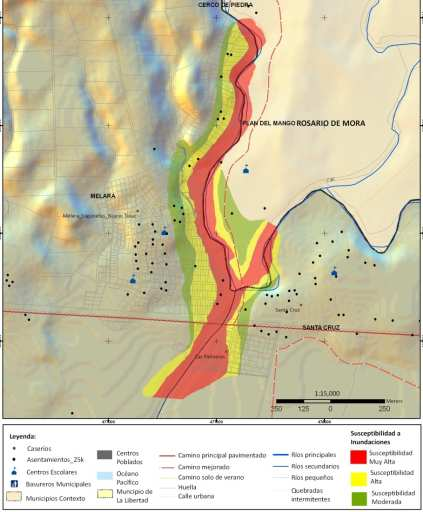 CERCO DE PIEDRA
PLAN DEL MANGO ROSARIO DE MORA
MELARA
Santa Cruz
SANTA CRUZ
Las Palmeras
1:15,000
250 125 0 250 Meters
Leyenda:
Caseríos
Asentamientos_25k
Centros Escolares
Basureros Municipales
Municipios Contexto
Centros
Poblados
Océano
Pacífico
Municipio de
La Libertad
Camino principal pavimentado
Camino mejorado
Camino solo de verano
Huella
Calle urbana
Ríos principales
Ríos secundarios
Ríos pequeños
Quebradas
intermitentes
Susceptibilidad a
Inundaciones
Susceptibilidad
Muy Alta
Susceptibilidad
Alta
Susceptibilidad
Moderada